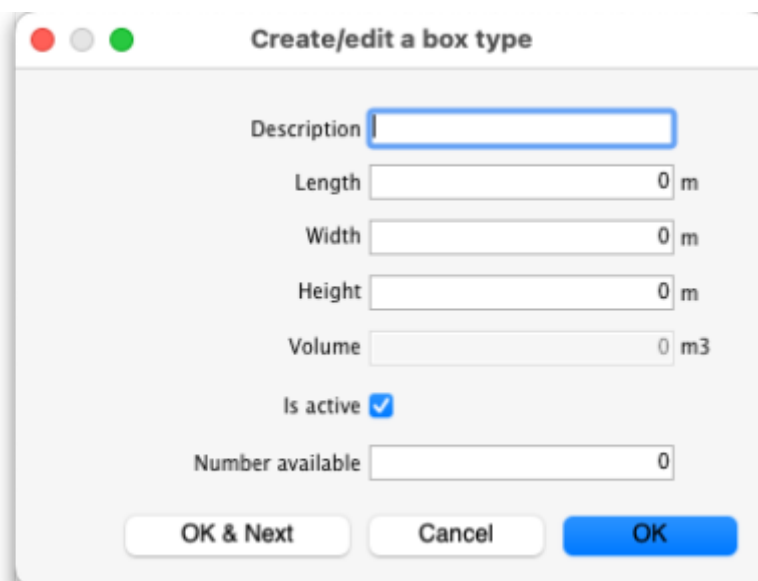 Create/edit a box type
Description
Length 0 m
Width 0 m
Height 0 m
Volume 0 m3
Is active
Number available 0
OK & Next Cancel OK